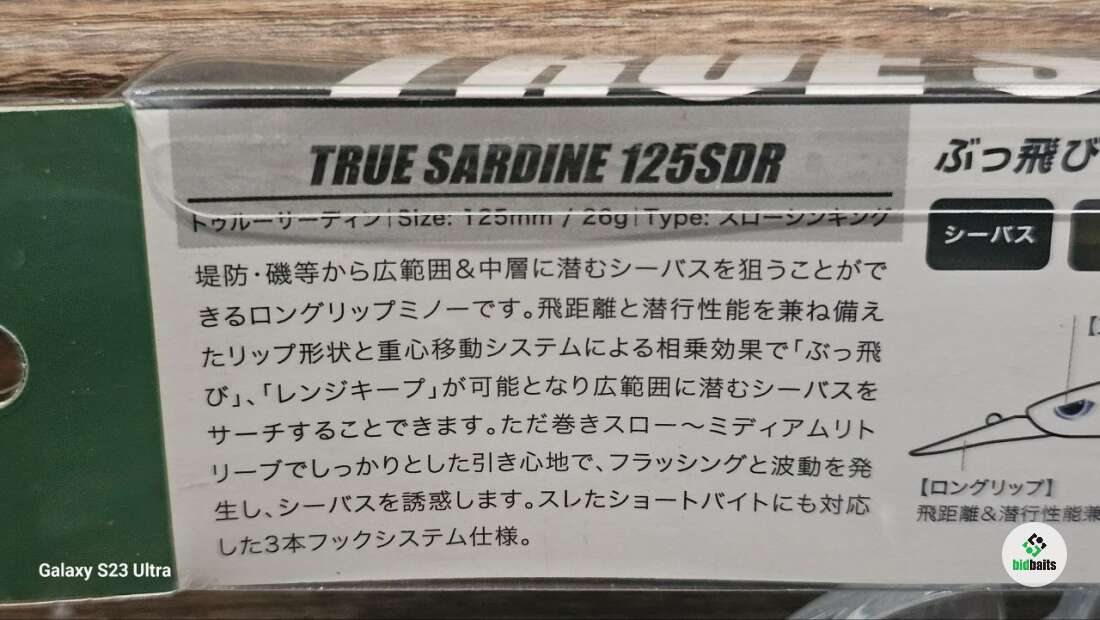 TRUE S
TRUE SARDINE 125SDR
トゥルーサーディン|Size: 125mm / 26g|Type: スローシンキング
堤防・磯等から広範囲&中層に潜むシーバスを狙うことがで
きるロングリップミノーです。飛距離と潜行性能を兼ね備え
たリップ形状と重心移動システムによる相乗効果で「ぶっ飛
び」、「レンジキープ」が可能となり広範囲に潜むシーバスを
サーチすることできます。ただ巻きスロー〜ミディアムリト
リーブでしっかりとした引き心地で、フラッシングと波動を発
生し、シーバスを誘惑します。スレたショートバイトにも対応
した3本フックシステム仕様。
ぶっ飛び
シーバス
【ロングリップ】
飛距離&潜行性能兼
Galaxy S23 Ultra
bidbaits